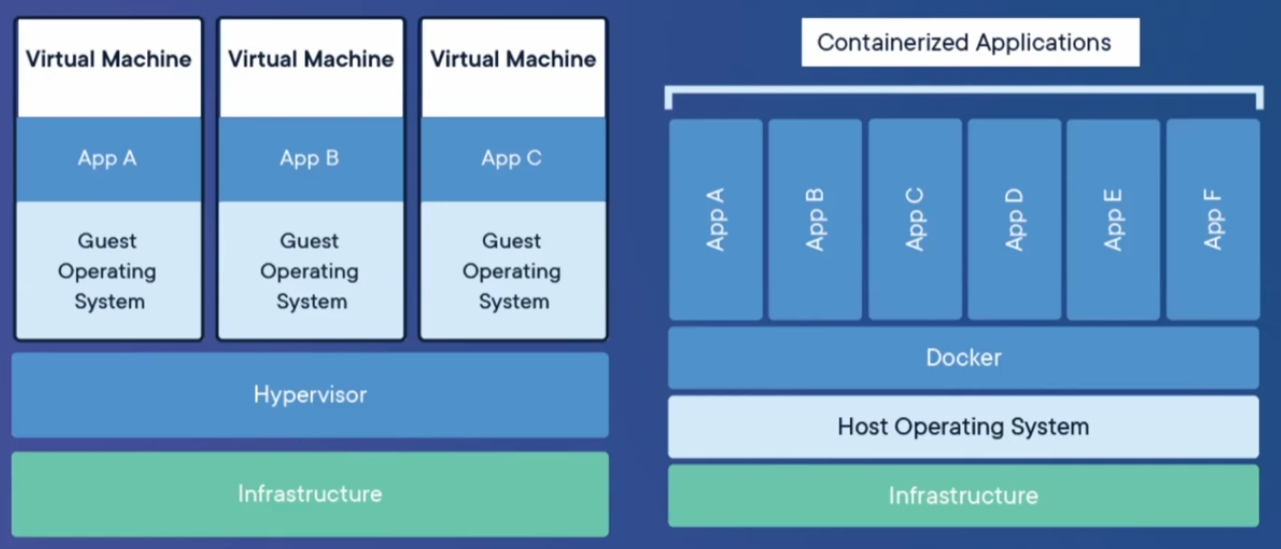 Virtual Machine
App A
Guest
Operating
System
Virtual Machine
App B
Guest
Operating
System
Virtual Machine
App C
Guest
Operating
System
Hypervisor
Infrastructure
Containerized Applications
App A
App B
App C
App D
App E
App F
Docker
Host Operating System
Infrastructure